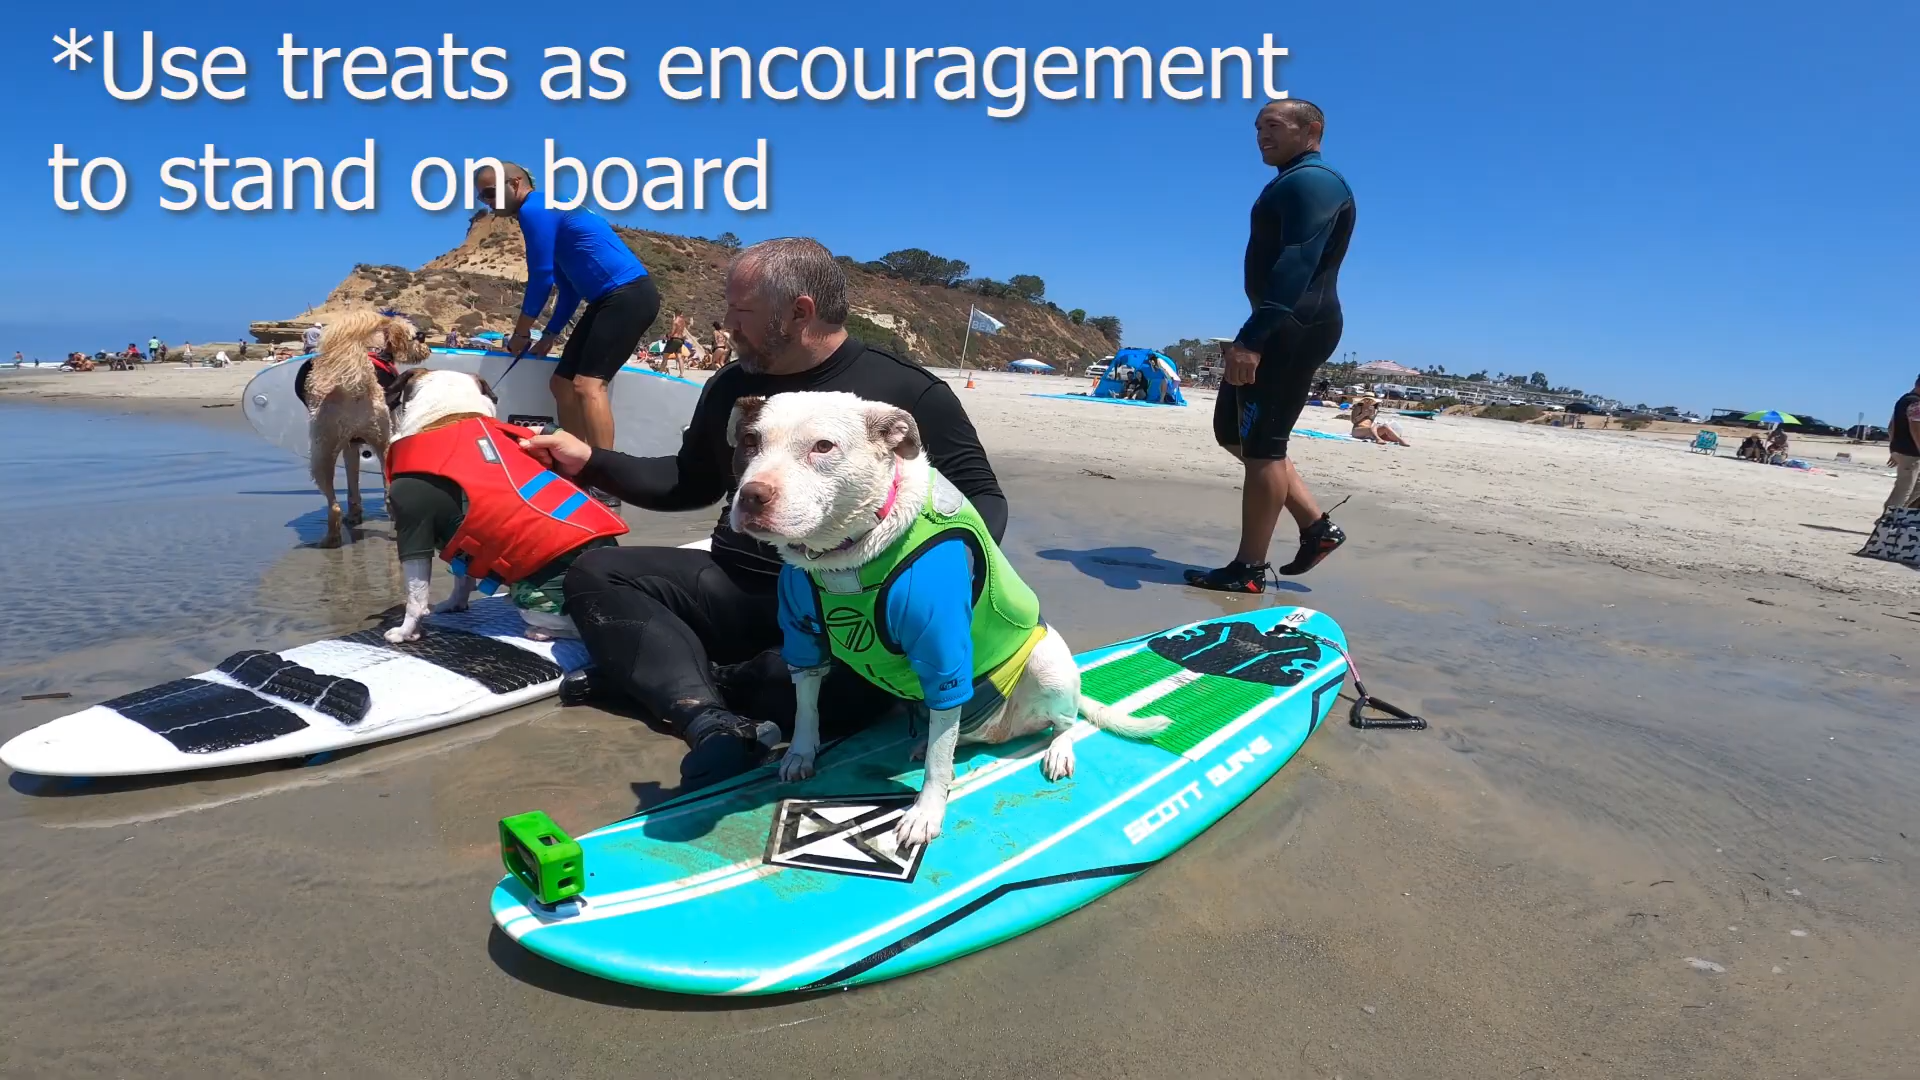 *Use treats as encouragement
to stand on board
SCOTT BURKE